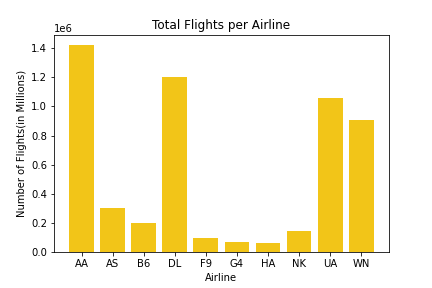 Total Flights per Airline
1e6
1.4
1.2
1.0
0.8
0.6
0.4
0.2
0.0
Number of Flights(in Millions)
AA AS B6 DL F9 G4 HA NK UA WN
Airline